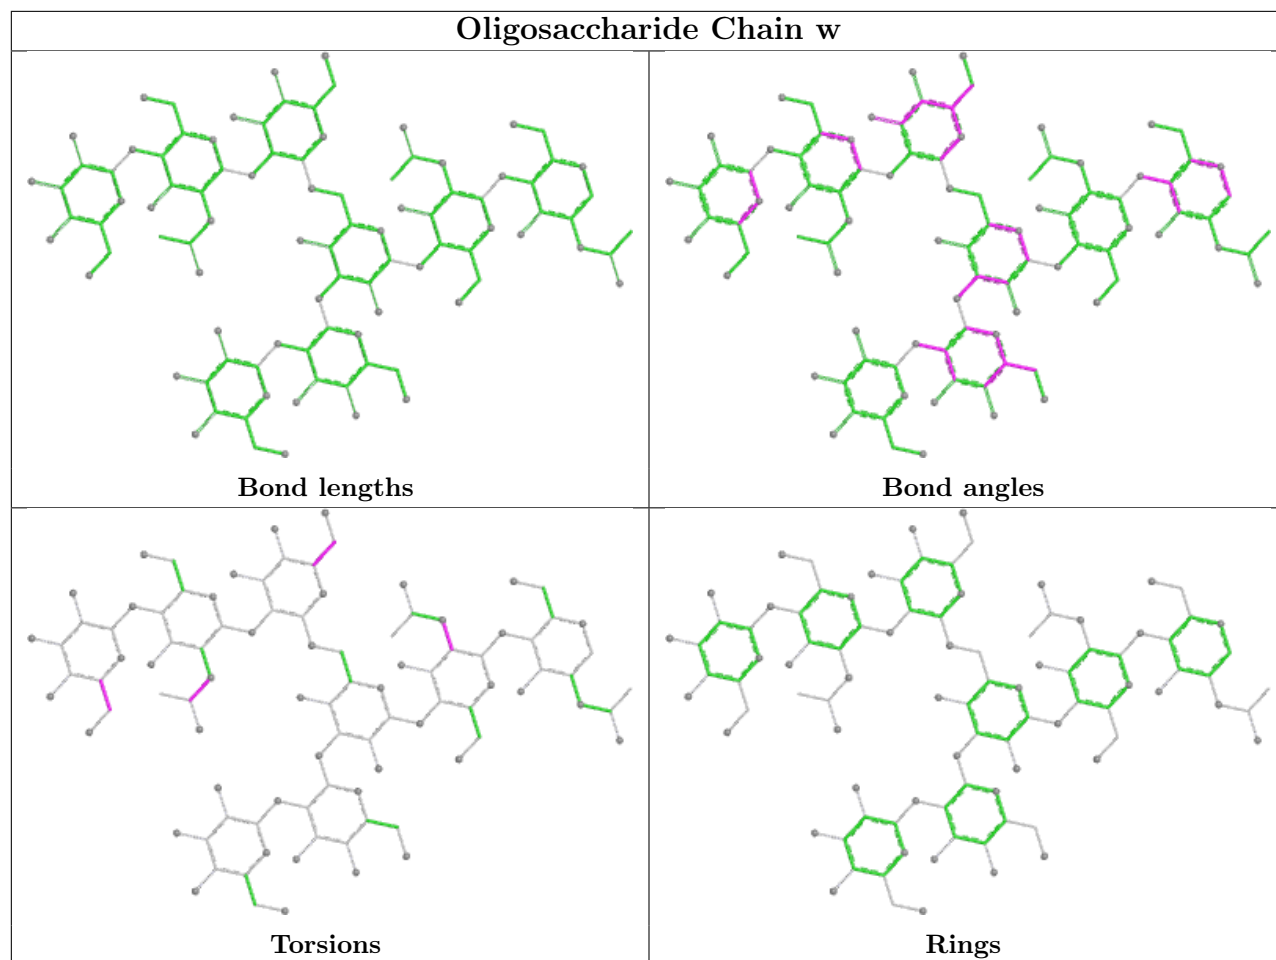 Oligosaccharide Chain w
Bond lengths
Bond angles
Torsions
Rings